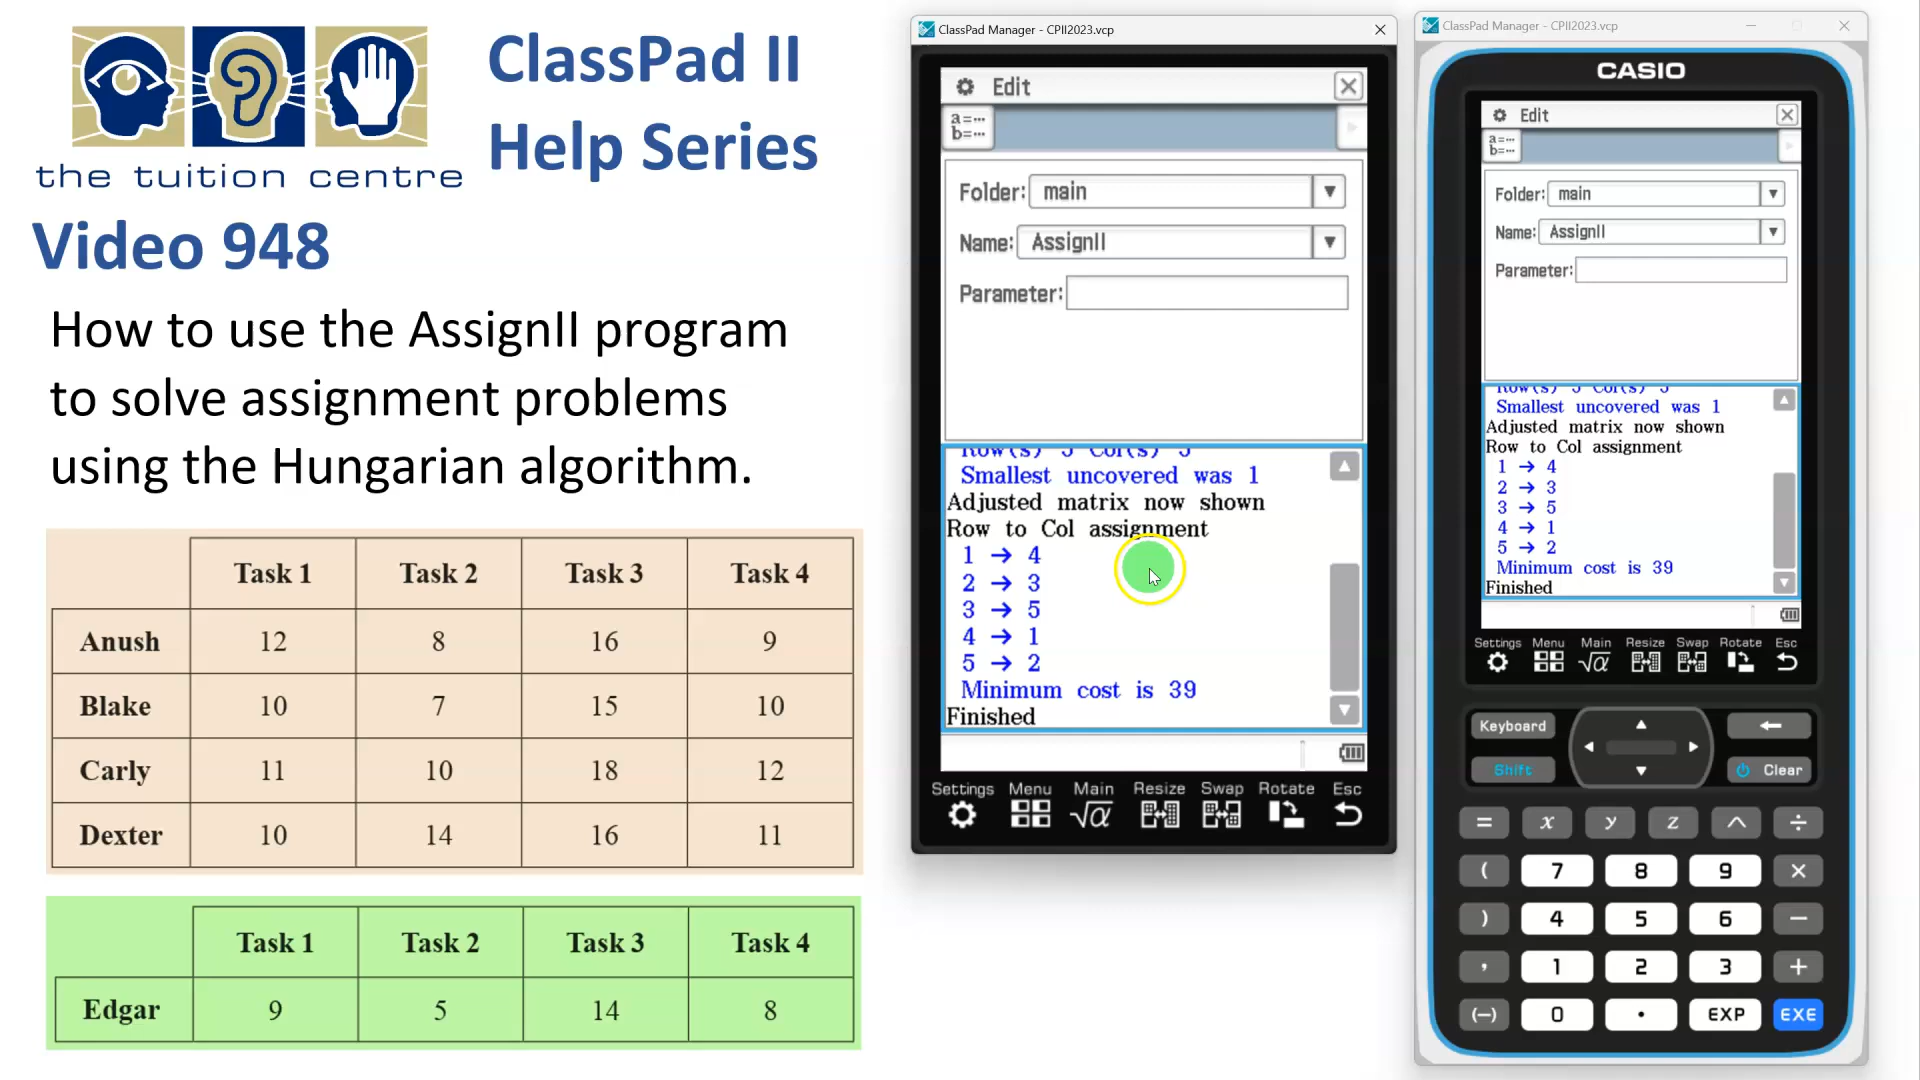 the tuition centre
ClassPad II
Help Series
Video 948
How to use the AssignII program
to solve assignment problems
using the Hungarian algorithm.
Task 1 Task 2 Task 3 Task 4
Anush 12 8 16 9
Blake 10 7 15 10
Carly 11 10 18 12
Dexter 10 14 16 11
Task 1 Task 2 Task 3 Task 4
Edgar 9 5 14 8
ClassPad Manager - CPII2023.vcp
Edit
a=…
b=…
Folder: main
Name: AssignII
Parameter:
Smallest uncovered was 1
Adjusted matrix now shown
Row to Col assignment
1 → 4
2 → 3
3 → 5
4 → 1
5 → 2
Minimum cost is 39
Finished
Settings Menu Main Resize Swap Rotate Esc
√α
ClassPad Manager - CPII2023.vcp
CASIO
Edit
a=…
b=…
Folder: main
Name: AssignII
Parameter:
Smallest uncovered was 1
Adjusted matrix now shown
Row to Col assignment
1 → 4
2 → 3
3 → 5
4 → 1
5 → 2
Minimum cost is 39
Finished
Settings Menu Main Resize Swap Rotate Esc
√α
Keyboard
Shift Clear
= x y z ^ ÷
( 7 8 9 ×
) 4 5 6 −
, 1 2 3 +
(−) 0 . EXP EXE